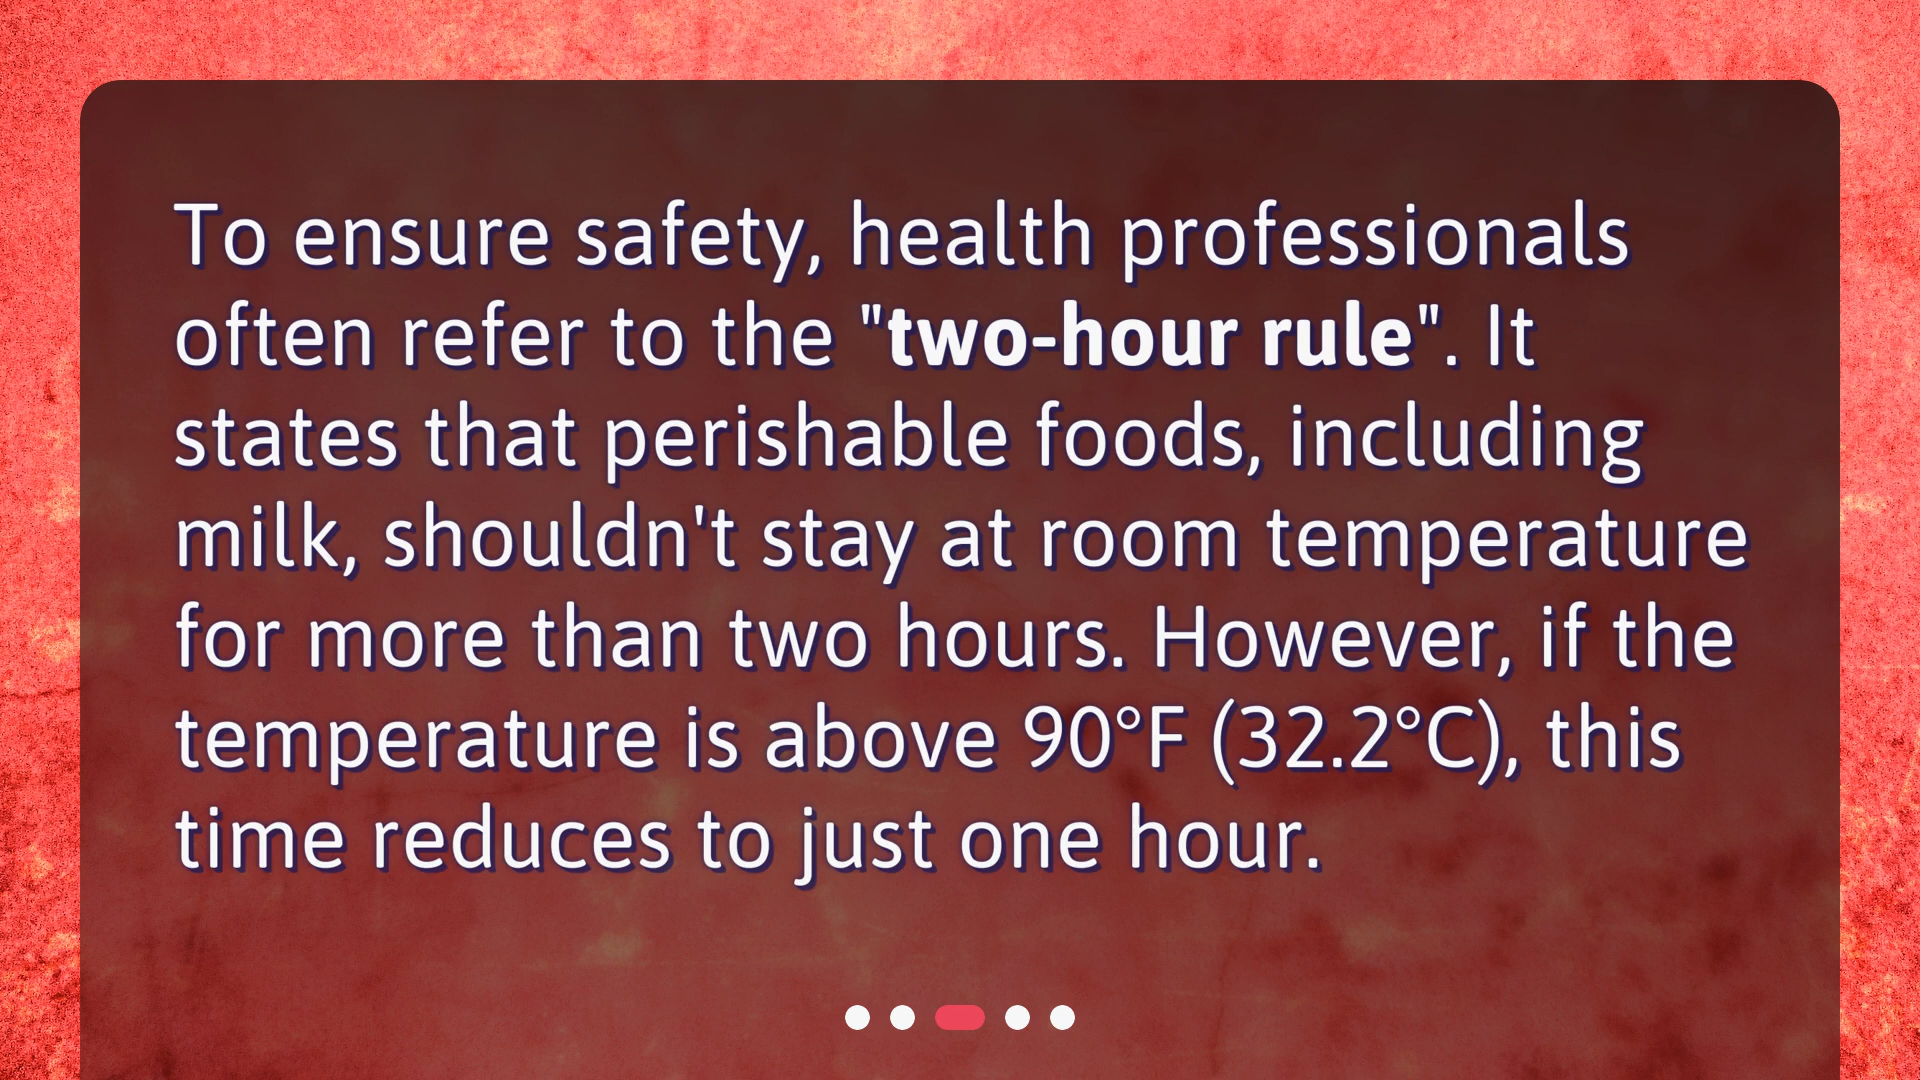 To ensure safety, health professionals
often refer to the "two-hour rule". It
states that perishable foods, including
milk, shouldn't stay at room temperature
for more than two hours. However, if the
temperature is above 90°F (32.2°C), this
time reduces to just one hour.